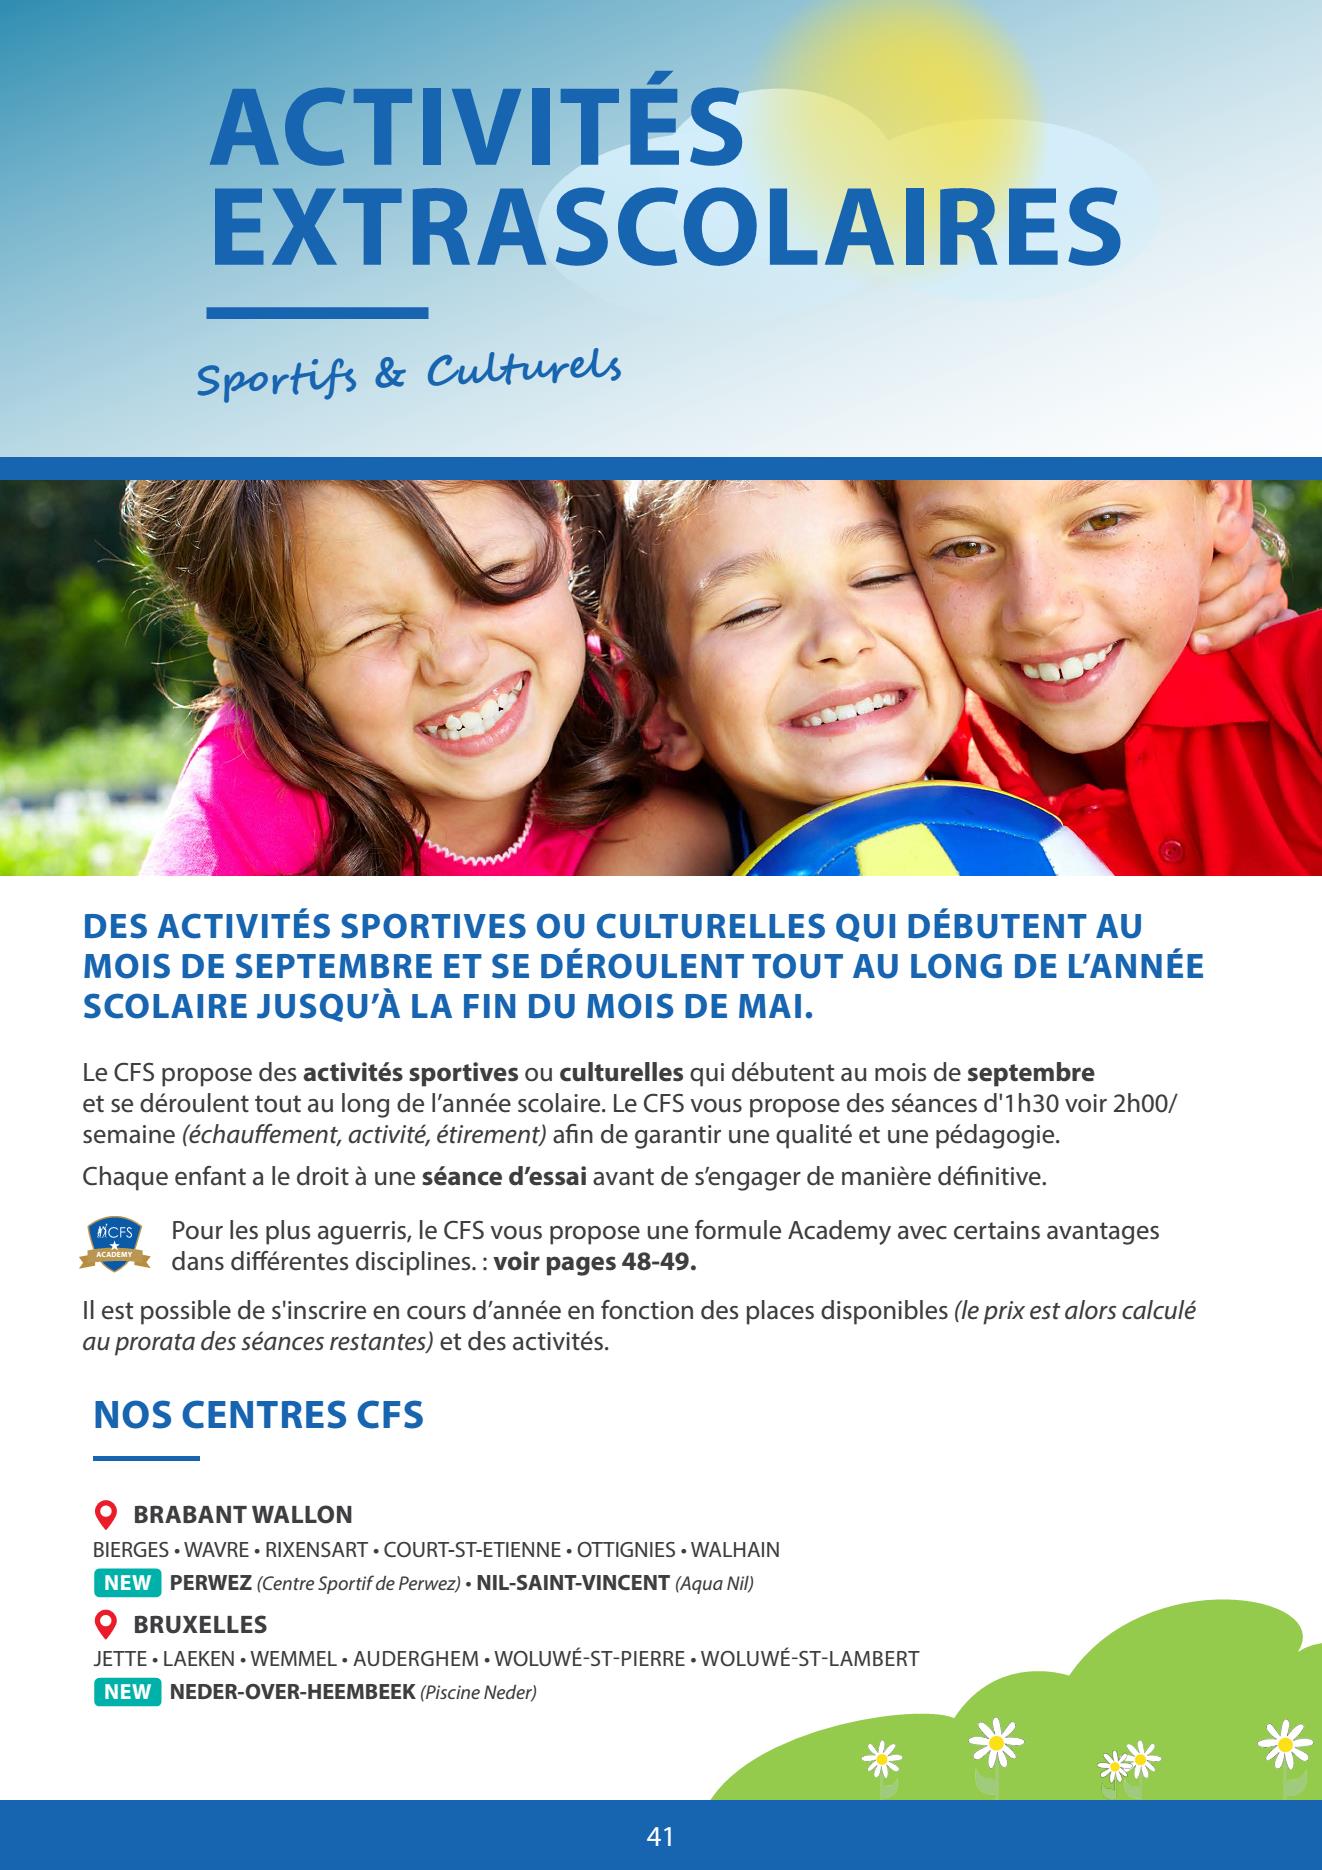 ACTIVITÉS
EXTRASCOLAIRES
Sportifs & Culturels
DES ACTIVITÉS SPORTIVES OU CULTURELLES QUI DÉBUTENT AU
MOIS DE SEPTEMBRE ET SE DÉROULENT TOUT AU LONG DE L’ANNÉE
SCOLAIRE JUSQU’À LA FIN DU MOIS DE MAI.
Le CFS propose des activités sportives ou culturelles qui débutent au mois de septembre
et se déroulent tout au long de l’année scolaire. Le CFS vous propose des séances d'1h30 voir 2h00/
semaine (échauffement, activité, étirement) afin de garantir une qualité et une pédagogie.
Chaque enfant a le droit à une séance d’essai avant de s’engager de manière définitive.
CFS
ACADEMY
Pour les plus aguerris, le CFS vous propose une formule Academy avec certains avantages
dans différentes disciplines. : voir pages 48-49.
Il est possible de s'inscrire en cours d’année en fonction des places disponibles (le prix est alors calculé
au prorata des séances restantes) et des activités.
NOS CENTRES CFS
BRABANT WALLON
BIERGES • WAVRE • RIXENSART • COURT-ST-ETIENNE • OTTIGNIES • WALHAIN
NEW PERWEZ (Centre Sportif de Perwez) • NIL-SAINT-VINCENT (Aqua Nil)
BRUXELLES
JETTE • LAEKEN • WEMMEL • AUDERGHEM • WOLUWÉ-ST-PIERRE • WOLUWÉ-ST-LAMBERT
NEW NEDER-OVER-HEEMBEEK (Piscine Neder)
41